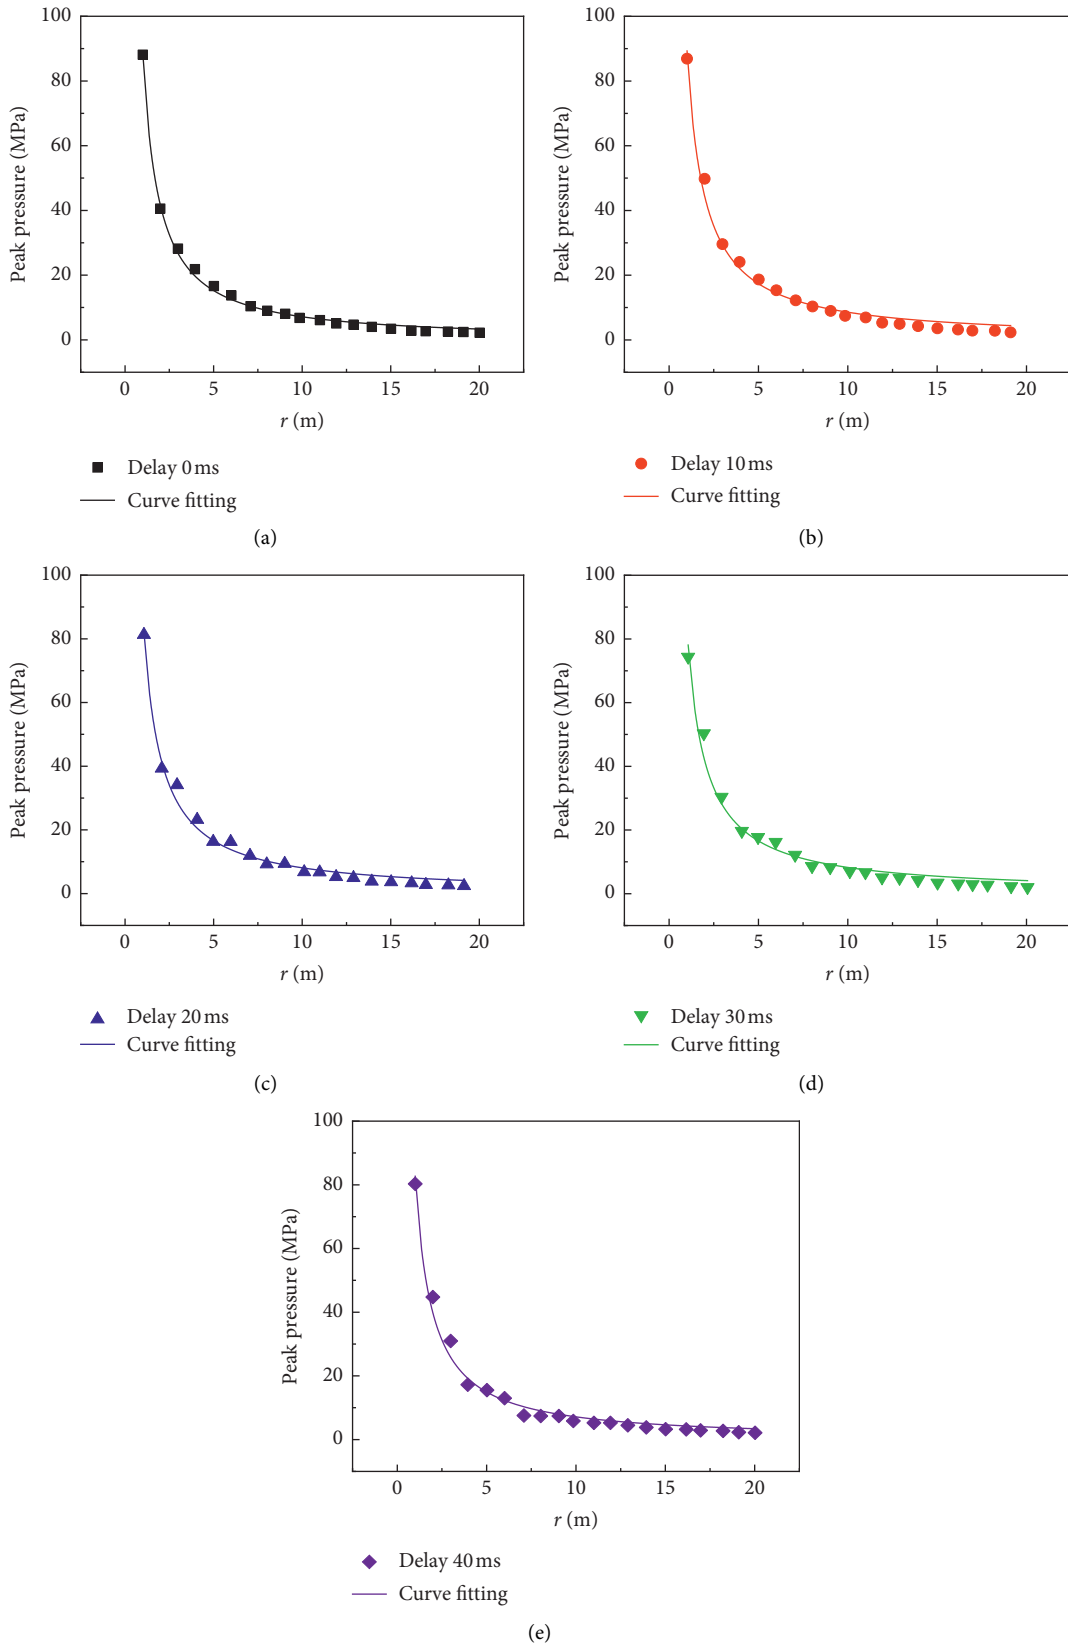 100
80
60
40
20
0
Peak pressure (MPa)
0 5 10 15 20
r (m)
Delay 0 ms
Curve fitting
(a)
100
80
60
40
20
0
Peak pressure (MPa)
0 5 10 15 20
r (m)
Delay 10 ms
Curve fitting
(b)
100
80
60
40
20
0
Peak pressure (MPa)
0 5 10 15 20
r (m)
Delay 20 ms
Curve fitting
(c)
100
80
60
40
20
0
Peak pressure (MPa)
0 5 10 15 20
r (m)
Delay 30 ms
Curve fitting
(d)
100
80
60
40
20
0
Peak pressure (MPa)
0 5 10 15 20
r (m)
Delay 40 ms
Curve fitting
(e)